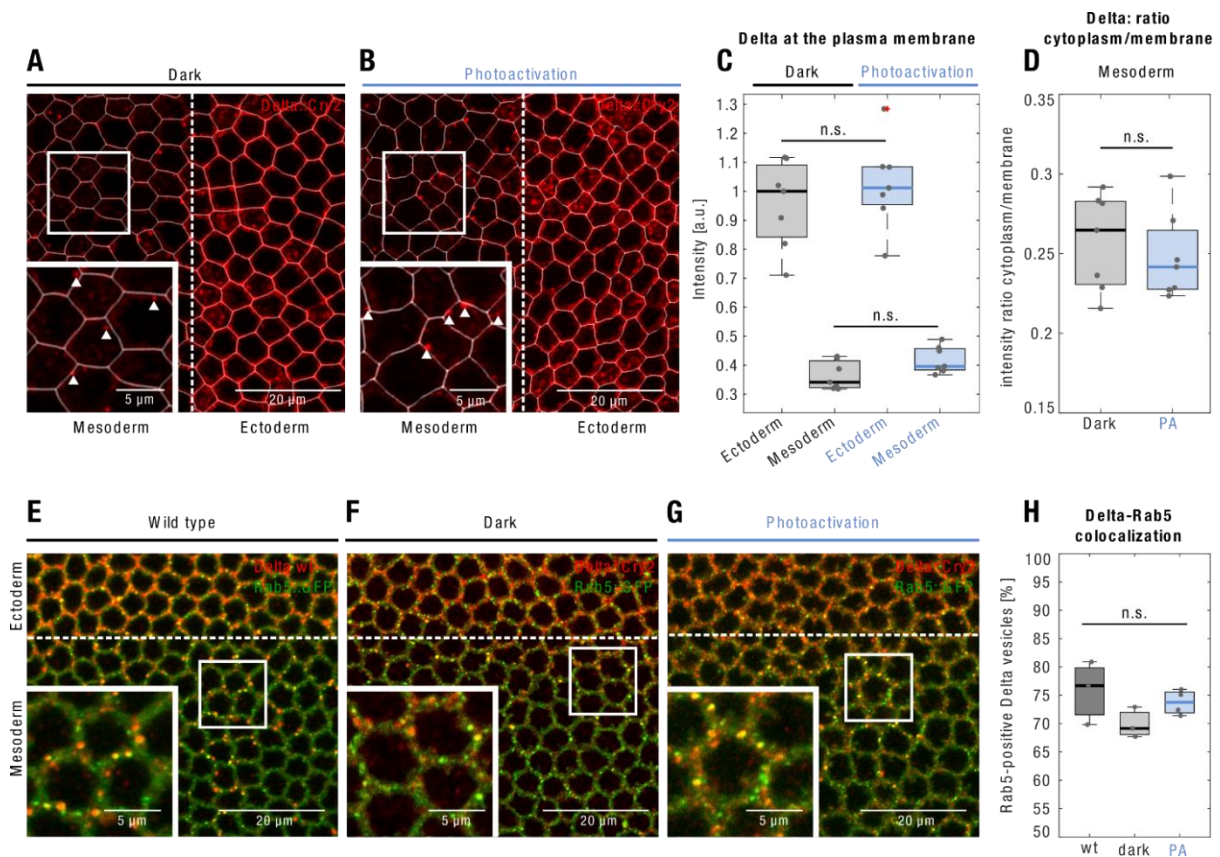 A
Dark
Delta::Cry2
5 µm
20 µm
Mesoderm
Ectoderm
B
Photoactivation
Delta::Cry2
5 µm
20 µm
Mesoderm
Ectoderm
C
Delta at the plasma membrane
Dark
Photoactivation
Intensity [a.u.]
1.3
1.2
1.1
1
0.9
0.8
0.7
0.6
0.5
0.4
0.3
n.s.
n.s.
Ectoderm
Mesoderm
Ectoderm
Mesoderm
D
Delta: ratio
cytoplasm/membrane
Mesoderm
intensity ratio cytoplasm/membrane
0.35
0.3
0.25
0.2
0.15
n.s.
Dark
PA
E
Wild type
Ectoderm
Mesoderm
Delta wt
Rab5::GFP
5 µm
20 µm
F
Dark
Delta::Cry2
Rab5::GFP
5 µm
20 µm
G
Photoactivation
Delta::Cry2
Rab5::GFP
5 µm
20 µm
H
Delta-Rab5
colocalization
Rab5-positive Delta vesicles [%]
100
95
90
85
80
75
70
65
60
55
50
n.s.
wt
dark
PA